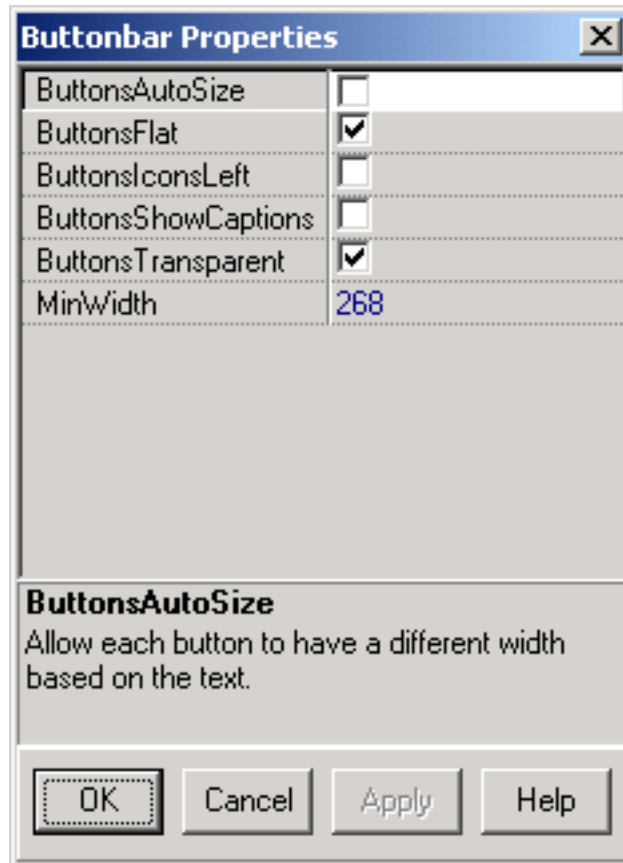 Buttonbar Properties
ButtonsAutoSize
ButtonsFlat
ButtonsIconsLeft
ButtonsShowCaptions
ButtonsTransparent
MinWidth 268
ButtonsAutoSize
Allow each button to have a different width
based on the text.
OK Cancel Apply Help